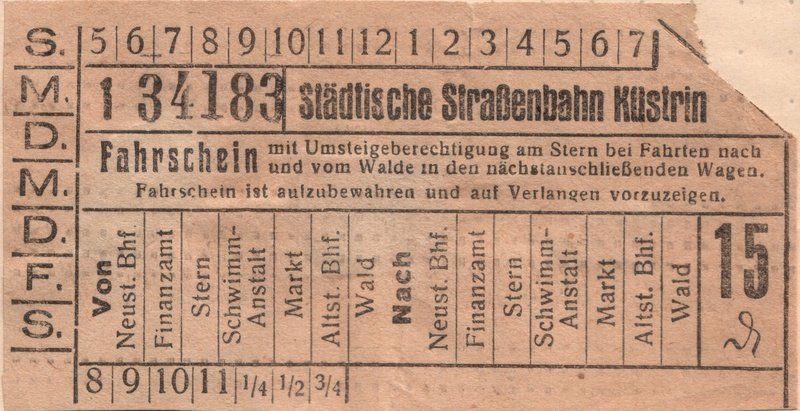 S. M. D. M. D. F. S.
5 6 7 8 9 10 11 12 1 2 3 4 5 6 7
1 34183 Städtische Straßenbahn Küstrin
Fahrschein mit Umsteigeberechtigung am Stern bei Fahrten nach
und vom Walde in den nächstanschließenden Wagen.
Fahrschein ist aufzubewahren und auf Verlangen vorzuzeigen.
Von
Neust. Bhf.
Finanzamt
Stern
Schwimm-
Anstalt
Markt
Altst. Bhf.
Wald
Nach
Neust. Bhf.
Finanzamt
Stern
Schwimm-
Anstalt
Markt
Altst. Bhf.
Wald
15
₰
8 9 10 11 1/4 1/2 3/4